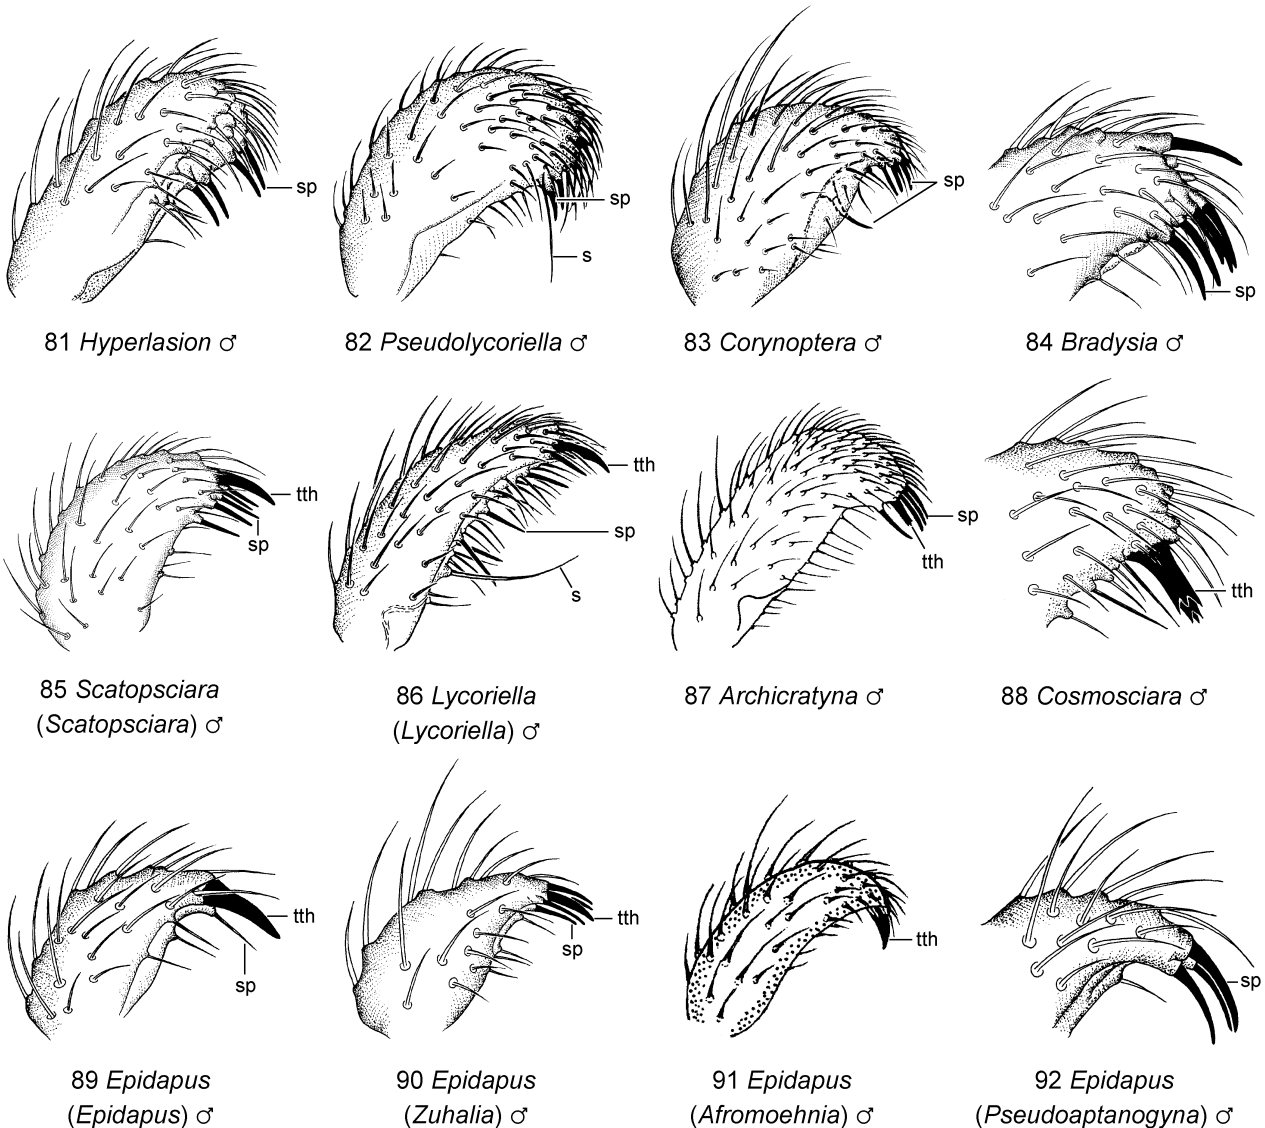 sp
sp
s
sp
sp
81 Hyperlasion ♂
82 Pseudolycoriella ♂
83 Corynoptera ♂
84 Bradysia ♂
tth
sp
tth
sp
s
sp
tth
tth
85 Scatopsciara
(Scatopsciara) ♂
86 Lycoriella
(Lycoriella) ♂
87 Archicratyna ♂
88 Cosmosciara ♂
tth
sp
tth
sp
tth
sp
89 Epidapus
(Epidapus) ♂
90 Epidapus
(Zuhalia) ♂
91 Epidapus
(Afromoehnia) ♂
92 Epidapus
(Pseudoaptanogyna) ♂